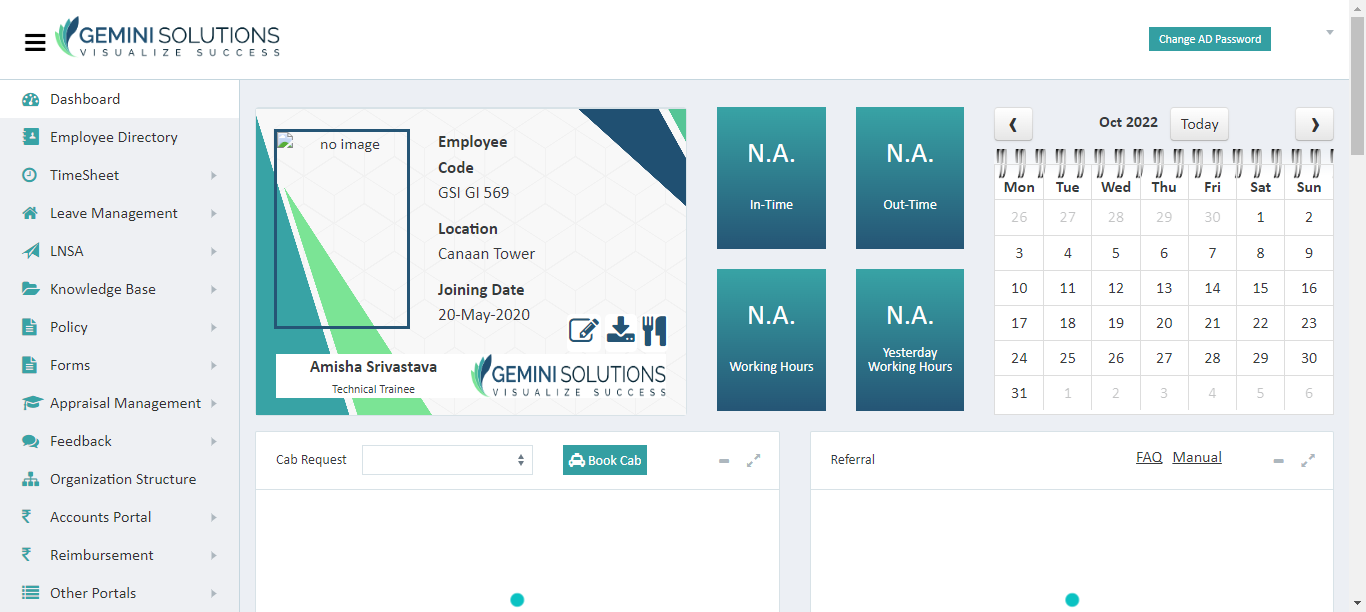 GEMINI SOLUTIONS
VISUALIZE SUCCESS
Change AD Password
Dashboard
Employee Directory
TimeSheet
Leave Management
LNSA
Knowledge Base
Policy
Forms
Appraisal Management
Feedback
Organization Structure
Accounts Portal
Reimbursement
Other Portals
no image
Employee
Code
GSI GI 569
Location
Canaan Tower
Joining Date
20-May-2020
Amisha Srivastava
Technical Trainee
GEMINI SOLUTIONS
VISUALIZE SUCCESS
N.A.
In-Time
N.A.
Out-Time
N.A.
Working Hours
N.A.
Yesterday
Working Hours
Oct 2022
Today
Mon Tue Wed Thu Fri Sat Sun
26 27 28 29 30 1 2
3 4 5 6 7 8 9
10 11 12 13 14 15 16
17 18 19 20 21 22 23
24 25 26 27 28 29 30
31 1 2 3 4 5 6
Cab Request
Book Cab
Referral
FAQ Manual